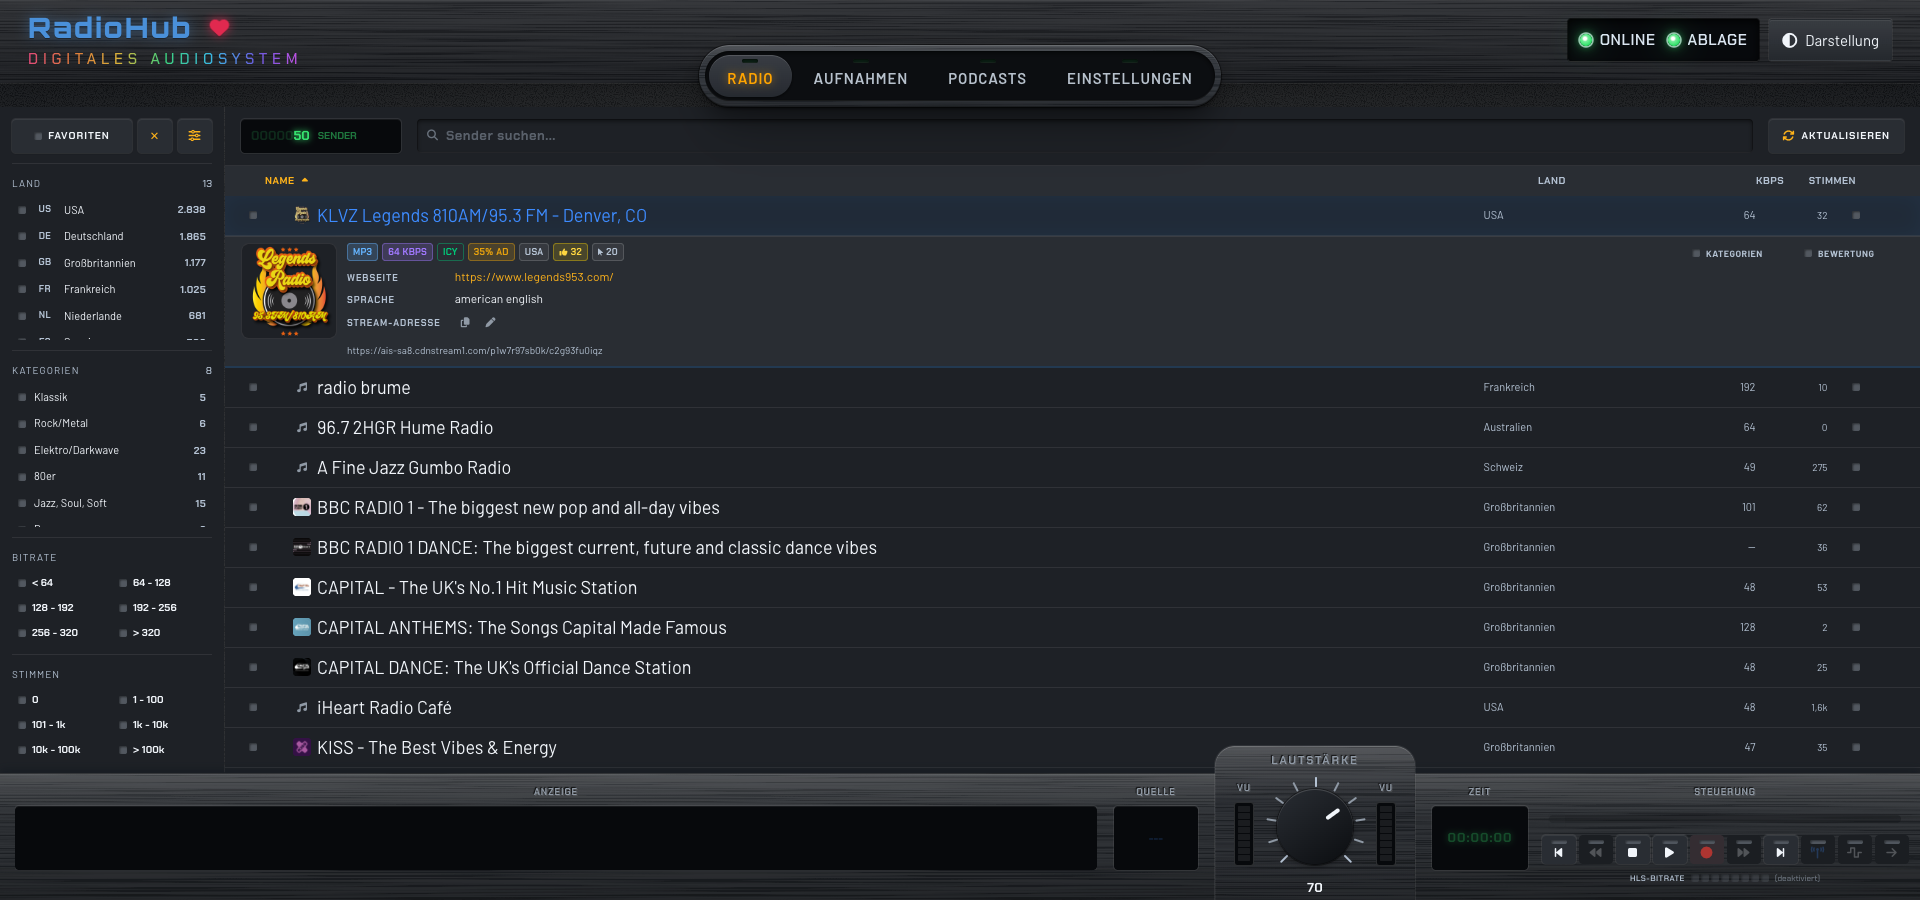 RadioHub
DIGITALES AUDIOSYSTEM
RADIO AUFNAHMEN PODCASTS EINSTELLUNGEN
ONLINE ABLAGE Darstellung
FAVORITEN
50 SENDER
Sender suchen...
AKTUALISIEREN
LAND 13
US USA 2.838
DE Deutschland 1.865
GB Großbritannien 1.177
FR Frankreich 1.025
NL Niederlande 681
KATEGORIEN 8
Klassik 5
Rock/Metal 6
Elektro/Darkwave 23
80er 11
Jazz, Soul, Soft 15
BITRATE
< 64 64 - 128
128 - 192 192 - 256
256 - 320 > 320
STIMMEN
0 1 - 100
101 - 1k 1k - 10k
10k - 100k > 100k
NAME LAND KBPS STIMMEN
KLVZ Legends 810AM/95.3 FM - Denver, CO USA 64 32
Legends
Radio
95.3FM/810AM
MP3 64 KBPS ICY 35% AD USA 32 20
KATEGORIEN BEWERTUNG
WEBSEITE https://www.legends953.com/
SPRACHE american english
STREAM-ADRESSE
https://ais-sa8.cdnstream1.com/p1w7r97sb0k/c2g93fu0iqz
radio brume Frankreich 192 10
96.7 2HGR Hume Radio Australien 64 0
A Fine Jazz Gumbo Radio Schweiz 49 275
BBC RADIO 1 - The biggest new pop and all-day vibes Großbritannien 101 62
BBC RADIO 1 DANCE: The biggest current, future and classic dance vibes Großbritannien — 36
CAPITAL - The UK's No.1 Hit Music Station Großbritannien 48 53
CAPITAL ANTHEMS: The Songs Capital Made Famous Großbritannien 128 2
CAPITAL DANCE: The UK's Official Dance Station Großbritannien 48 25
iHeart Radio Café USA 48 1,6k
KISS - The Best Vibes & Energy Großbritannien 47 35
ANZEIGE
QUELLE
---
LAUTSTÄRKE
VU VU
70
ZEIT
00:00:00
STEUERUNG
HLS-BITRATE [deaktiviert]